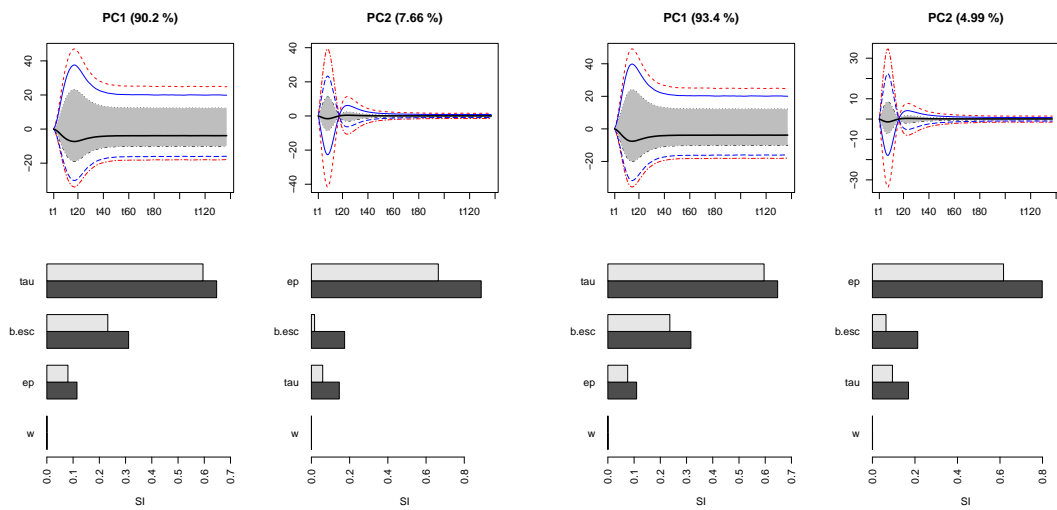 PC1 (90.2 %)
PC2 (7.66 %)
PC1 (93.4 %)
PC2 (4.99 %)
40
20
0
−20
t1
t20
t40
t60
t80
t120
40
20
0
−20
−40
t1
t20
t40
t60
t80
t120
40
20
0
−20
t1
t20
t40
t60
t80
t120
30
10
−10
−30
t1
t20
t40
t60
t80
t120
tau
b.esc
ep
w
0.0
0.1
0.2
0.3
0.4
0.5
0.6
0.7
SI
ep
b.esc
tau
w
0.0
0.2
0.4
0.6
0.8
SI
tau
b.esc
ep
w
0.0
0.1
0.2
0.3
0.4
0.5
0.6
0.7
SI
ep
b.esc
tau
w
0.0
0.2
0.4
0.6
0.8
SI